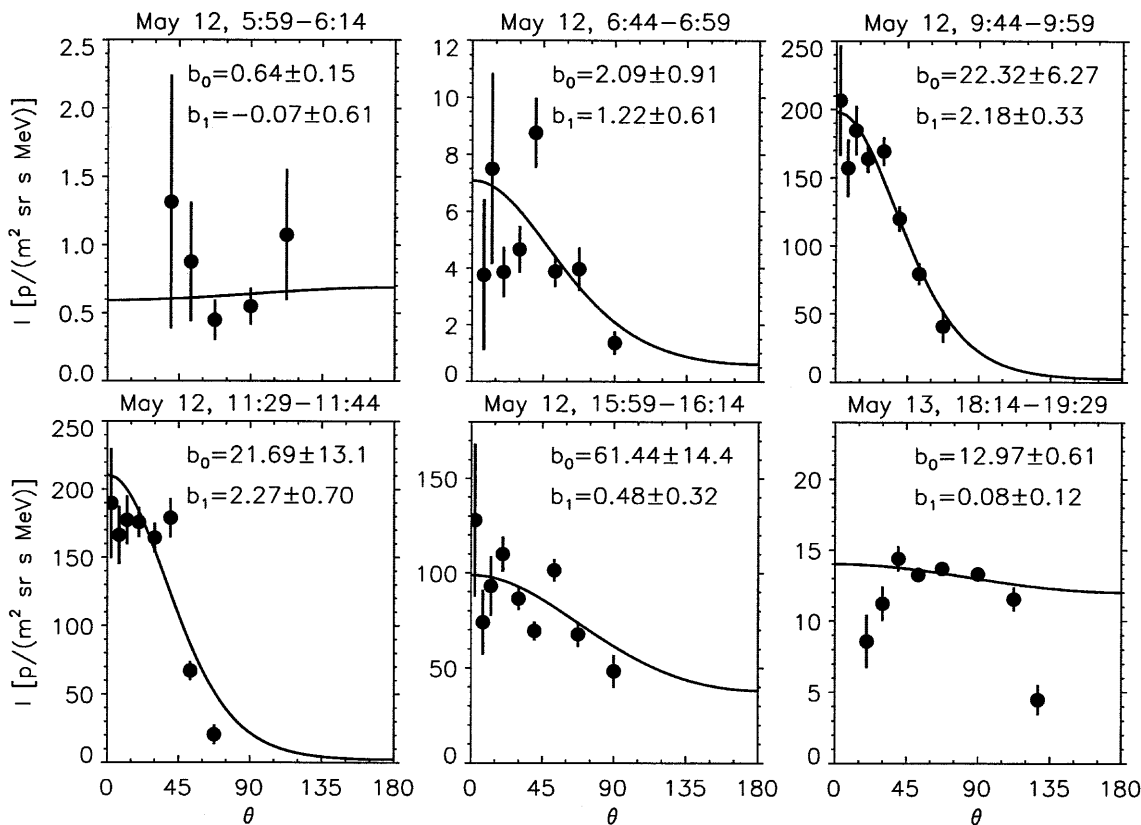 May 12, 5:59−6:14
May 12, 6:44−6:59
May 12, 9:44−9:59
I [p/(m² sr s MeV)]
2.5
2.0
1.5
1.0
0.5
0.0
b₀=0.64±0.15
b₁=−0.07±0.61
12
10
8
6
4
2
0
b₀=2.09±0.91
b₁=1.22±0.61
250
200
150
100
50
0
b₀=22.32±6.27
b₁=2.18±0.33
May 12, 11:29−11:44
May 12, 15:59−16:14
May 13, 18:14−19:29
I [p/(m² sr s MeV)]
250
200
150
100
50
0
b₀=21.69±13.1
b₁=2.27±0.70
150
100
50
0
b₀=61.44±14.4
b₁=0.48±0.32
20
15
10
5
0
b₀=12.97±0.61
b₁=0.08±0.12
0 45 90 135 180
0 45 90 135 180
0 45 90 135 180
θ
θ
θ